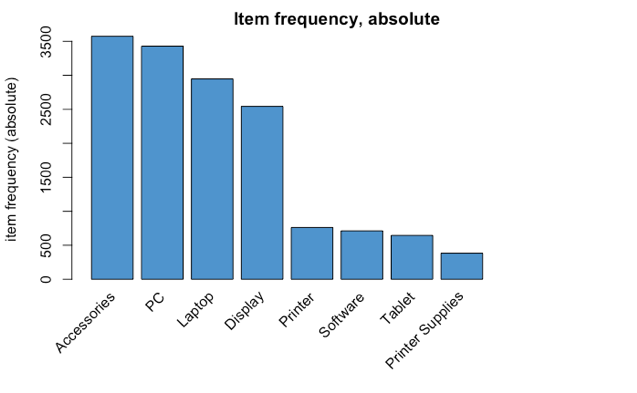 Item frequency, absolute
item frequency (absolute)
3500
2500
1500
500
0
Accessories
PC
Laptop
Display
Printer
Software
Tablet
Printer Supplies